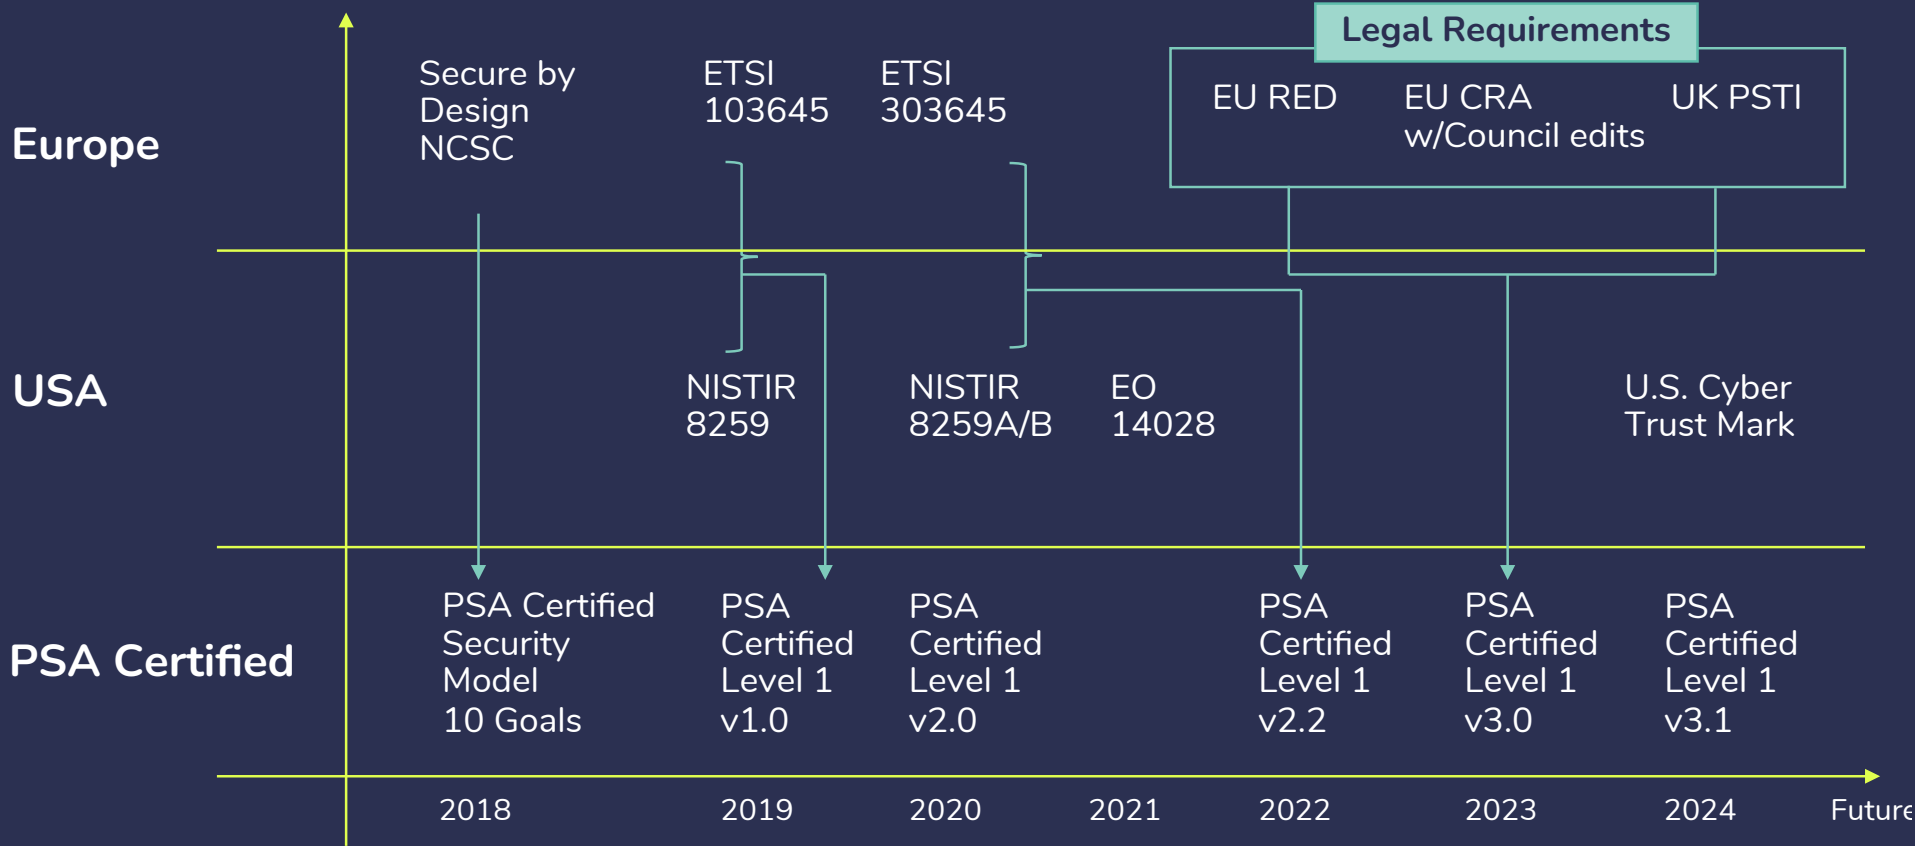 Legal Requirements
Europe
Secure by
Design
NCSC
ETSI
103645
ETSI
303645
EU RED
EU CRA
w/Council edits
UK PSTI
USA
NISTIR
8259
NISTIR
8259A/B
EO
14028
U.S. Cyber
Trust Mark
PSA Certified
PSA Certified
Security
Model
10 Goals
PSA
Certified
Level 1
v1.0
PSA
Certified
Level 1
v2.0
PSA
Certified
Level 1
v2.2
PSA
Certified
Level 1
v3.0
PSA
Certified
Level 1
v3.1
2018
2019
2020
2021
2022
2023
2024
Future